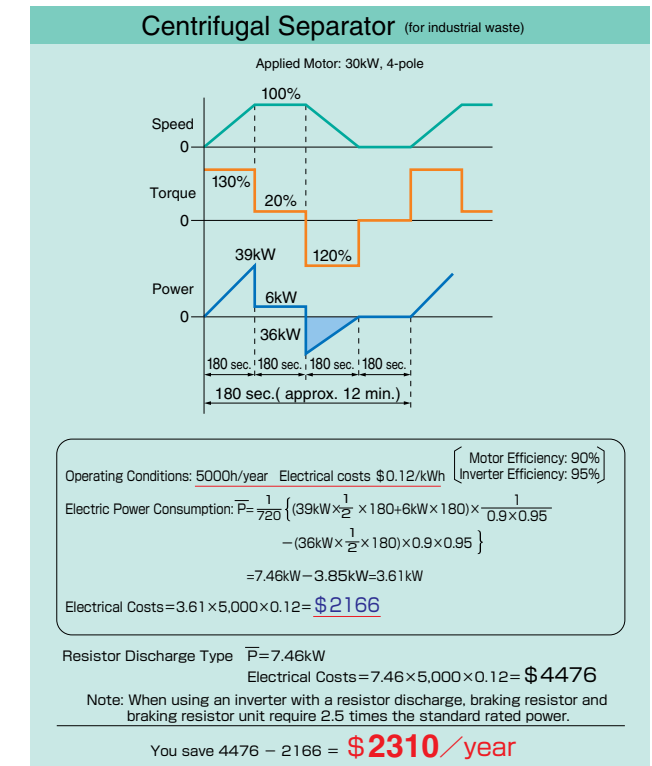 Centrifugal Separator (for industrial waste)
Applied Motor: 30kW, 4-pole
100%
Speed
0
130%
20%
Torque
0
120%
39kW
Power
6kW
0
36kW
180 sec. 180 sec. 180 sec. 180 sec.
180 sec.( approx. 12 min.)
Motor Efficiency: 90%
Operating Conditions: 5000h/year Electrical costs $0.12/kWh Inverter Efficiency: 95%
Electric Power Consumption: P̅= 1/720 {(39kW×1/2 ×180+6kW×180)× 1/0.9×0.95
−(36kW×1/2×180)×0.9×0.95 }
=7.46kW−3.85kW=3.61kW
Electrical Costs=3.61×5,000×0.12= $2166
Resistor Discharge Type P̅=7.46kW
Electrical Costs=7.46×5,000×0.12= $4476
Note: When using an inverter with a resistor discharge, braking resistor and
braking resistor unit require 2.5 times the standard rated power.
You save 4476 − 2166 = $2310/year